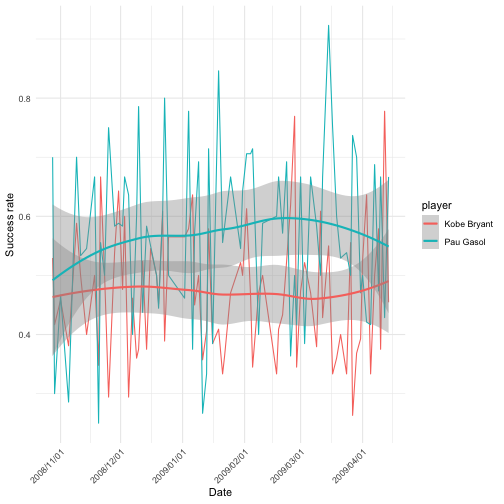 0.8
0.6
0.4
Success rate
2008/11/01
2008/12/01
2009/01/01
2009/02/01
2009/03/01
2009/04/01
Date
player
Kobe Bryant
Pau Gasol